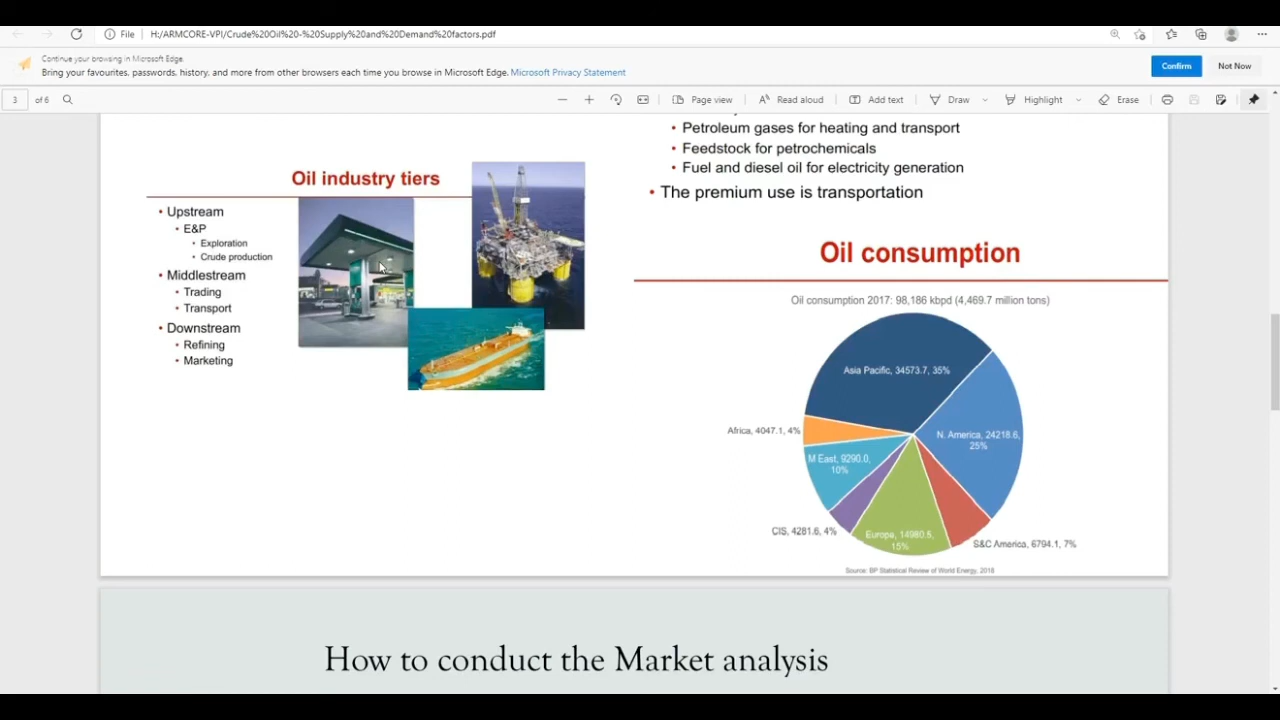 File
H:/ARMCORE-VPI/Crude%20Oil%20-%20Supply%20and%20Demand%20factors.pdf
Continue your browsing in Microsoft Edge.
Bring your favourites, passwords, history, and more from other browsers each time you browse in Microsoft Edge. Microsoft Privacy Statement
Confirm
Not Now
3 of 6
Page view
Read aloud
Add text
Draw
Highlight
Erase
Oil industry tiers
• Upstream
• E&P
• Exploration
• Crude production
• Middlestream
• Trading
• Transport
• Downstream
• Refining
• Marketing
• Petroleum gases for heating and transport
• Feedstock for petrochemicals
• Fuel and diesel oil for electricity generation
• The premium use is transportation
Oil consumption
Oil consumption 2017: 98,186 kbpd (4,469.7 million tons)
Asia Pacific, 34573.7, 35%
N. America, 24218.6,
25%
Africa, 4047.1, 4%
M East, 9290.0,
10%
CIS, 4281.6, 4%
Europe, 14980.5,
15%
S&C America, 6794.1, 7%
Source: BP Statistical Review of World Energy, 2018
How to conduct the Market analysis